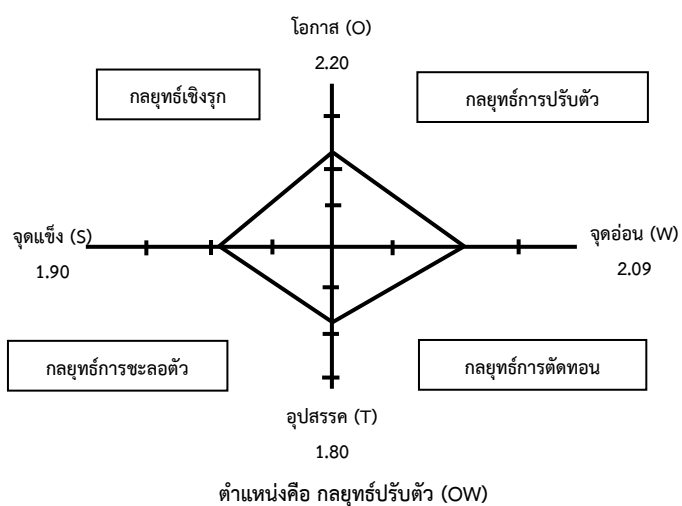 โอกาส (O)
2.20
กลยุทธ์เชิงรุก
กลยุทธ์การปรับตัว
จุดแข็ง (S)
1.90
จุดอ่อน (W)
2.09
กลยุทธ์การชะลอตัว
กลยุทธ์การตัดทอน
อุปสรรค (T)
1.80
ตำแหน่งคือ กลยุทธ์ปรับตัว (OW)